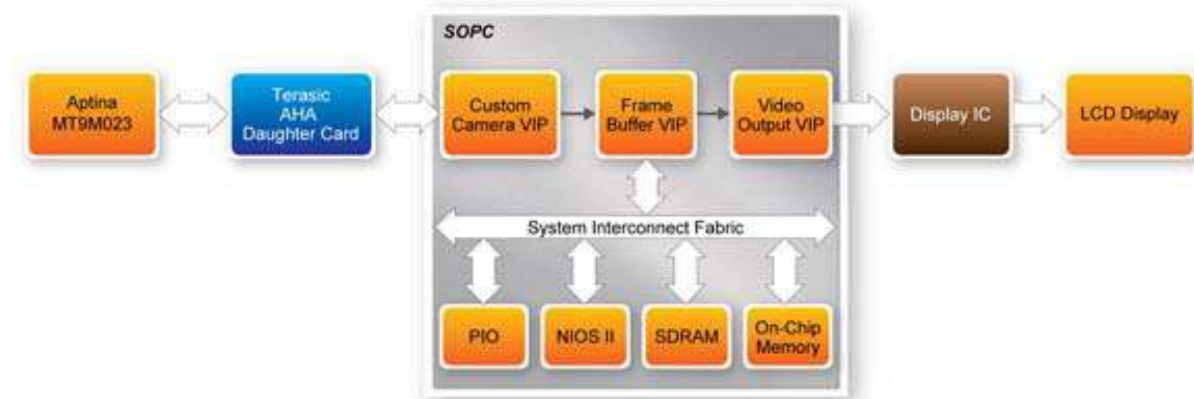 SOPC
Aptina
MT9M023
Terasic
AHA
Daughter Card
Custom
Camera VIP
Frame
Buffer VIP
Video
Output VIP
Display IC
LCD Display
System Interconnect Fabric
PIO
NIOS II
SDRAM
On-Chip
Memory